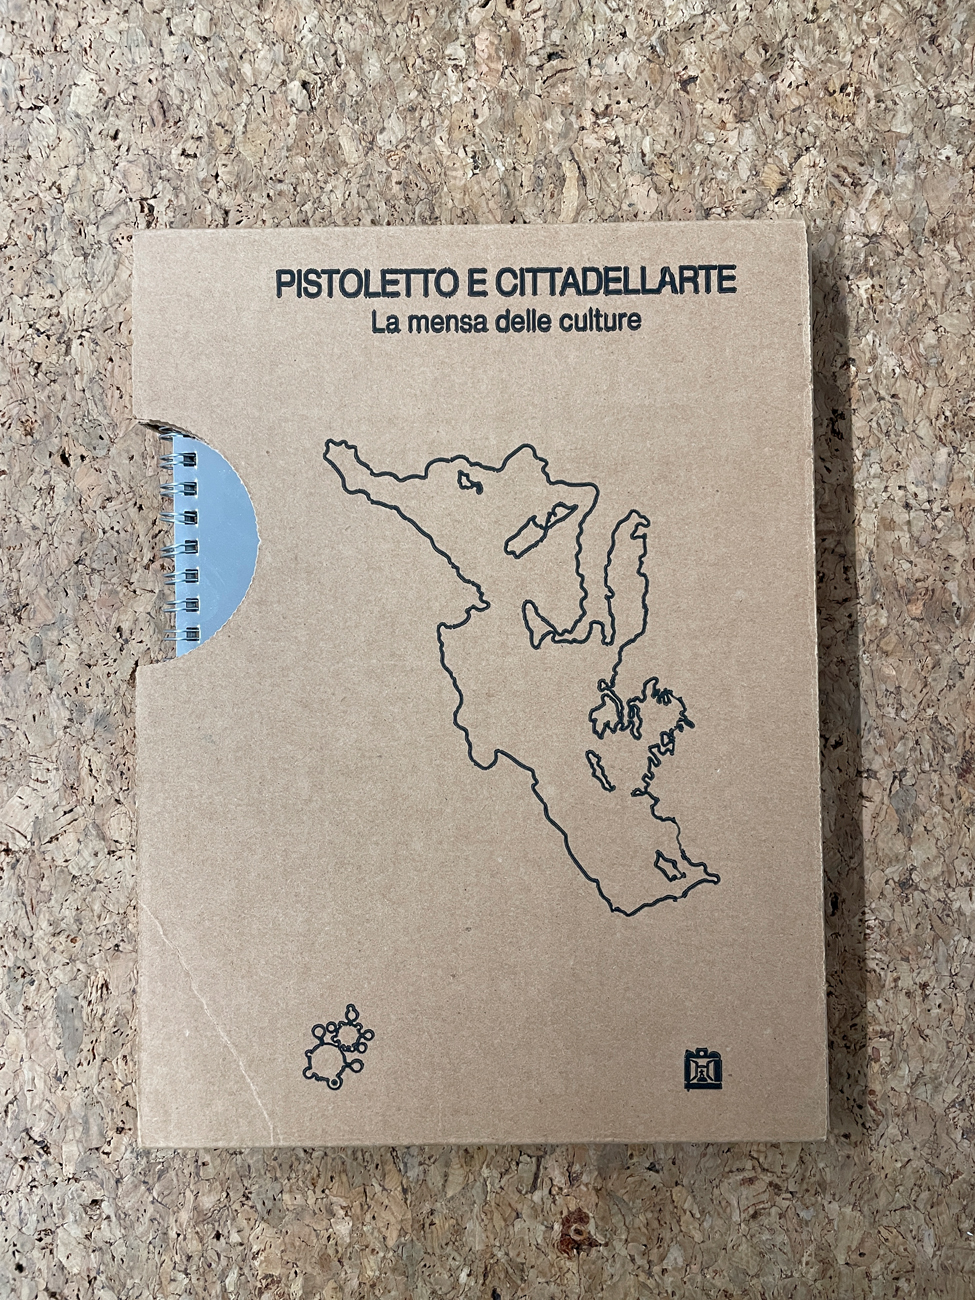 PISTOLETTO E CITTADELLARTE
La mensa delle culture